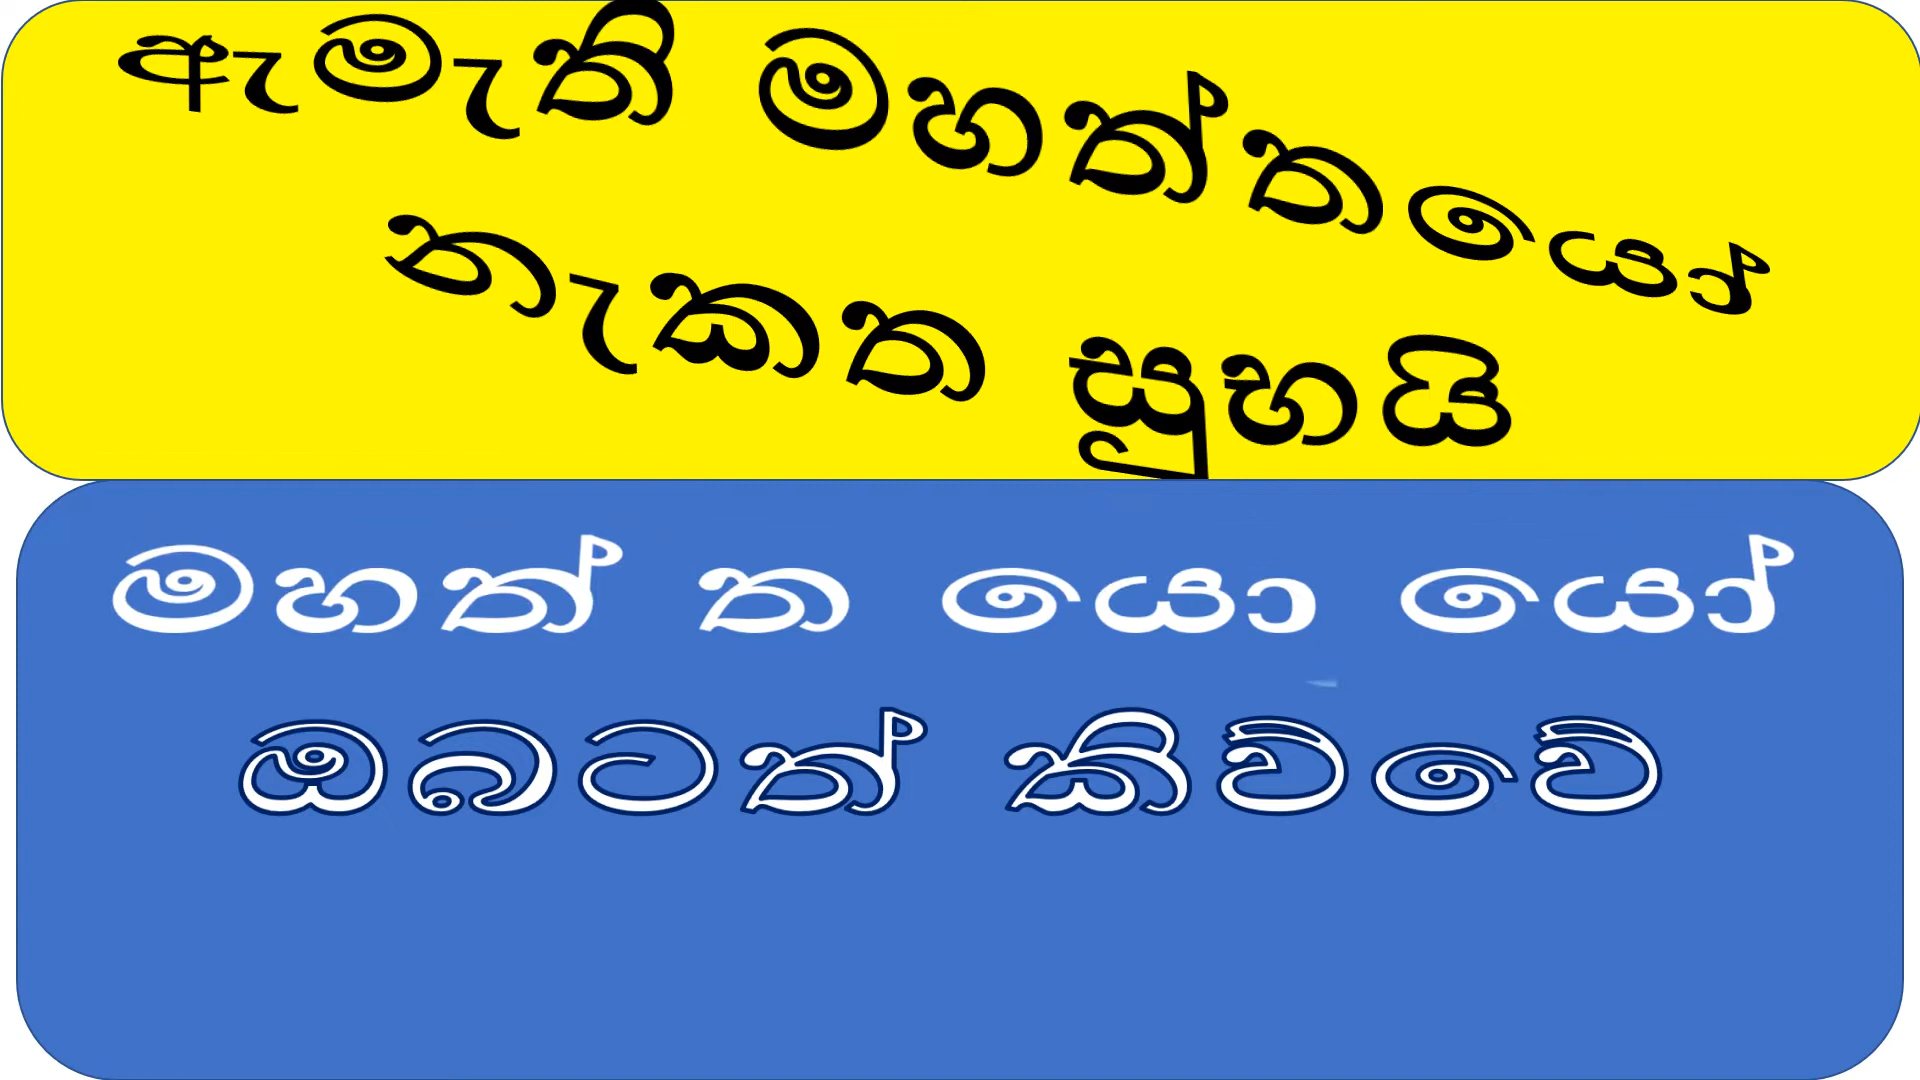 ඇමැති මහත්තයෝ
නැකත සුභයි
මහත් ත යො යෝ
ඔබටත් කිව්වේ